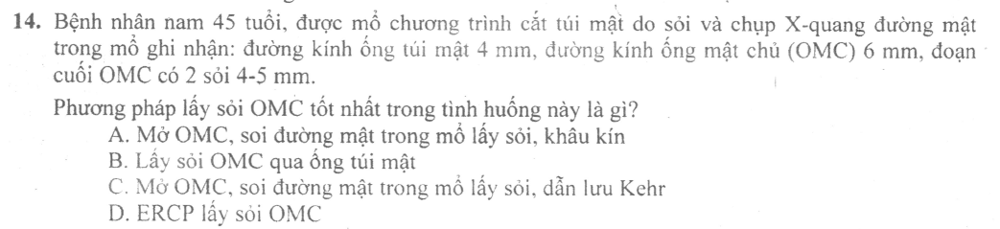 14. Bệnh nhân nam 45 tuổi, được mổ chương trình cắt túi mật do sỏi và chụp X-quang đường mật
trong mổ ghi nhận: đường kính ống túi mật 4 mm, đường kính ống mật chủ (OMC) 6 mm, đoạn
cuối OMC có 2 sỏi 4-5 mm.
Phương pháp lấy sỏi OMC tốt nhất trong tình huống này là gì?
A. Mở OMC, soi đường mật trong mổ lấy sỏi, khâu kín
B. Lấy sỏi OMC qua ống túi mật
C. Mở OMC, soi đường mật trong mổ lấy sỏi, dẫn lưu Kehr
D. ERCP lấy sỏi OMC